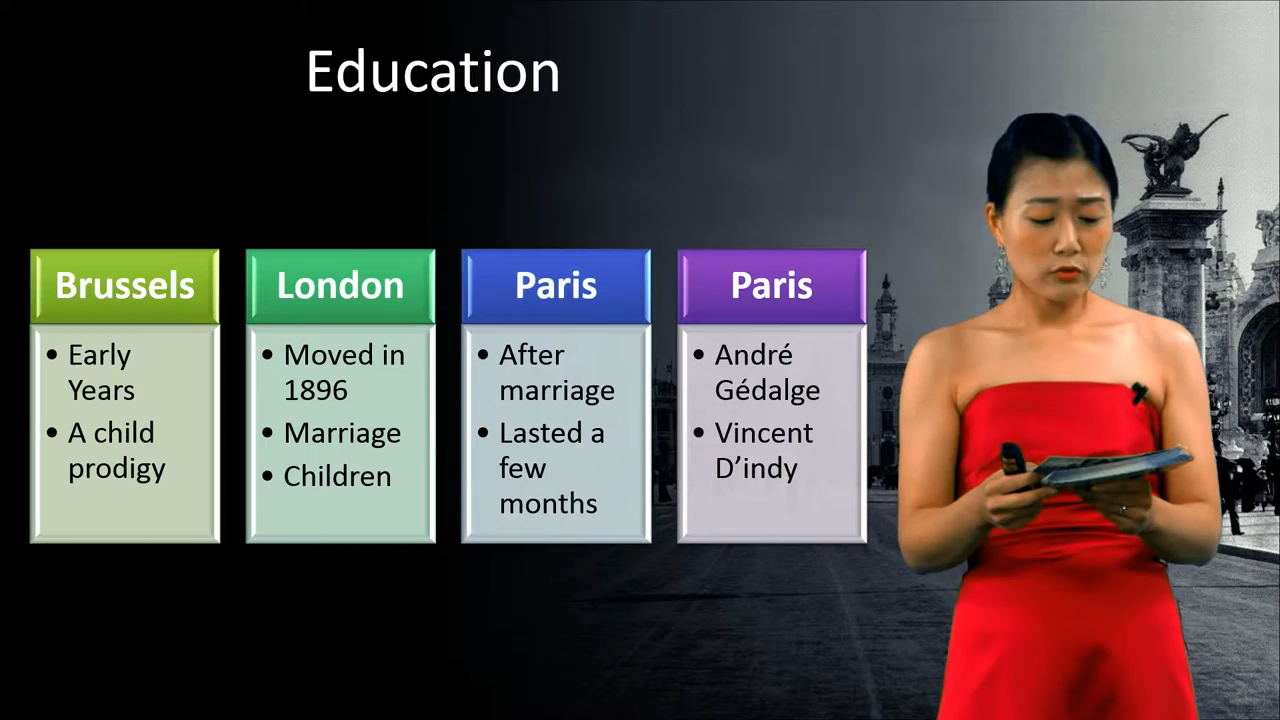 Education
Brussels
• Early
Years
• A child
prodigy
London
• Moved in
1896
• Marriage
• Children
Paris
• After
marriage
• Lasted a
few
months
Paris
• André
Gédalge
• Vincent
D’indy